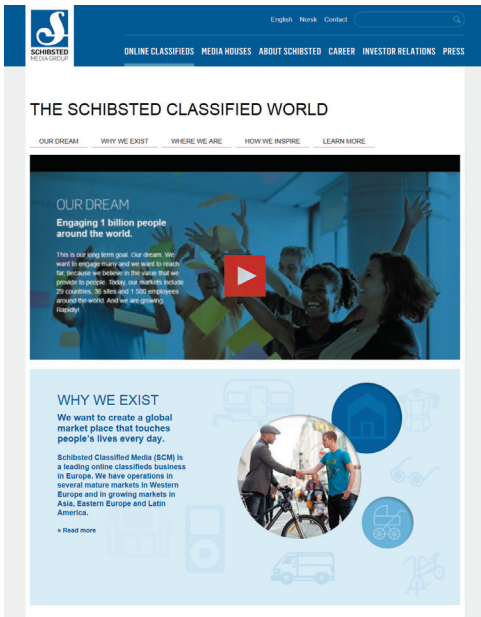 English Norsk Contact
SCHIBSTED
MEDIA GROUP
ONLINE CLASSIFIEDS MEDIA HOUSES ABOUT SCHIBSTED CAREER INVESTOR RELATIONS PRESS
THE SCHIBSTED CLASSIFIED WORLD
OUR DREAM WHY WE EXIST WHERE WE ARE HOW WE INSPIRE LEARN MORE
OUR DREAM
Engaging 1 billion people
around the world.
This is our long term goal. Our dream. We
want to engage many and we want to reach
far, because we believe in the value that we
provide to people. Today, our markets include
29 countries, 36 sites and 1 500 employees
around the world. And we are growing.
Rapidly!
WHY WE EXIST
We want to create a global
market place that touches
people's lives every day.
Schibsted Classified Media (SCM) is
a leading online classifieds business
in Europe. We have operations in
several mature markets in Western
Europe and in growing markets in
Asia, Eastern Europe and Latin
America.
» Read more